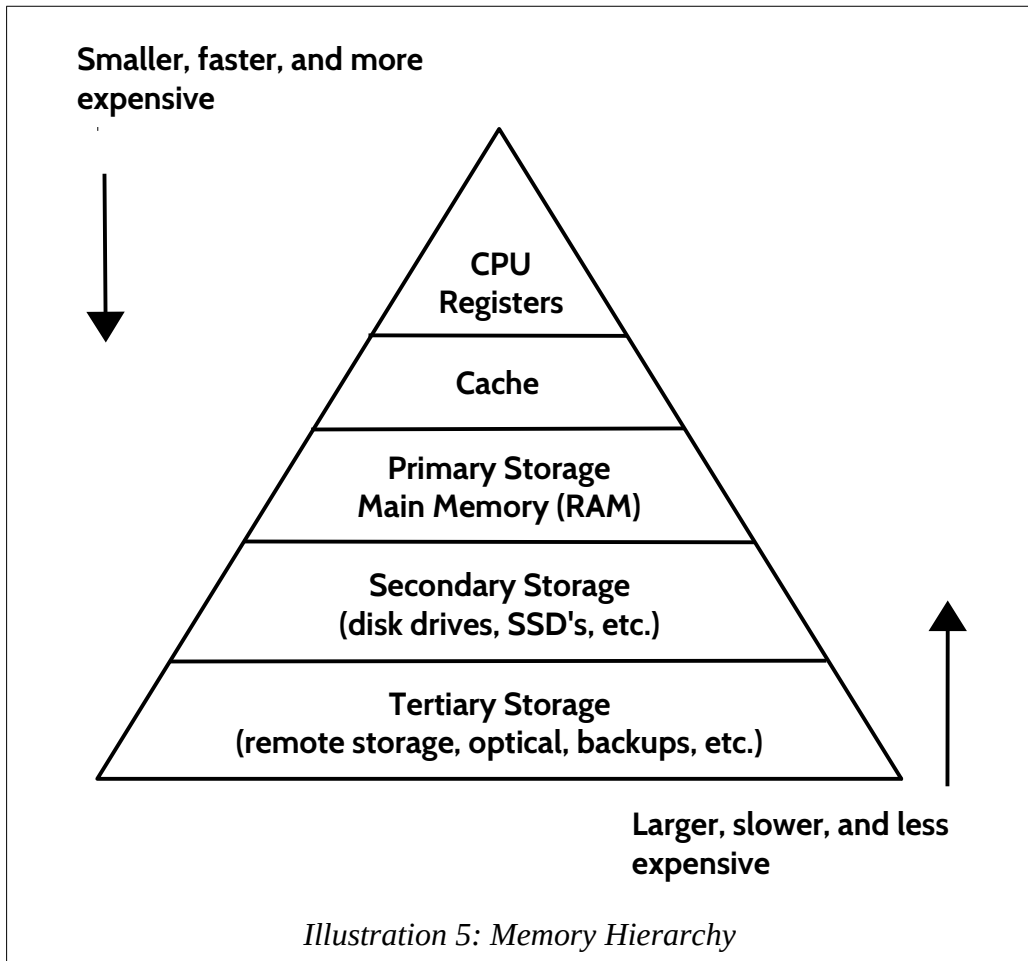 Smaller, faster, and more
expensive
CPU
Registers
Cache
Primary Storage
Main Memory (RAM)
Secondary Storage
(disk drives, SSD's, etc.)
Tertiary Storage
(remote storage, optical, backups, etc.)
Larger, slower, and less
expensive
Illustration 5: Memory Hierarchy